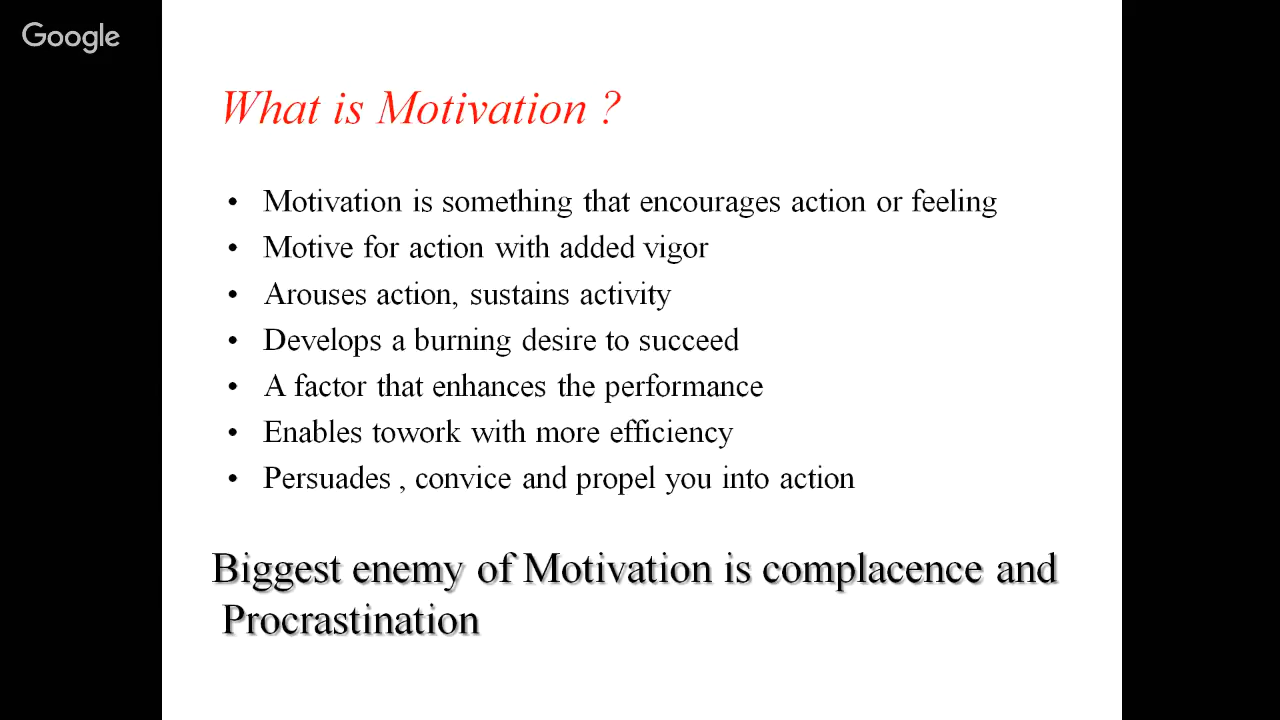 Google
What is Motivation ?
• Motivation is something that encourages action or feeling
• Motive for action with added vigor
• Arouses action, sustains activity
• Develops a burning desire to succeed
• A factor that enhances the performance
• Enables towork with more efficiency
• Persuades , convice and propel you into action
Biggest enemy of Motivation is complacence and
Procrastination